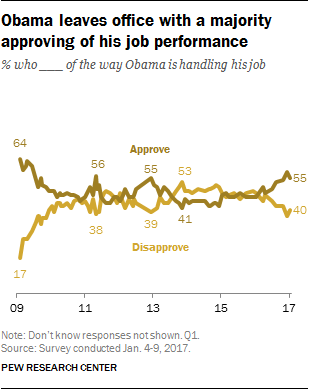 Obama leaves office with a majority
approving of his job performance
% who ____ of the way Obama is handling his job
Approve
64
56
55
53
55
38
39
41
40
Disapprove
17
09 11 13 15 17
Note: Don't know responses not shown. Q1.
Source: Survey conducted Jan. 4-9, 2017.
PEW RESEARCH CENTER